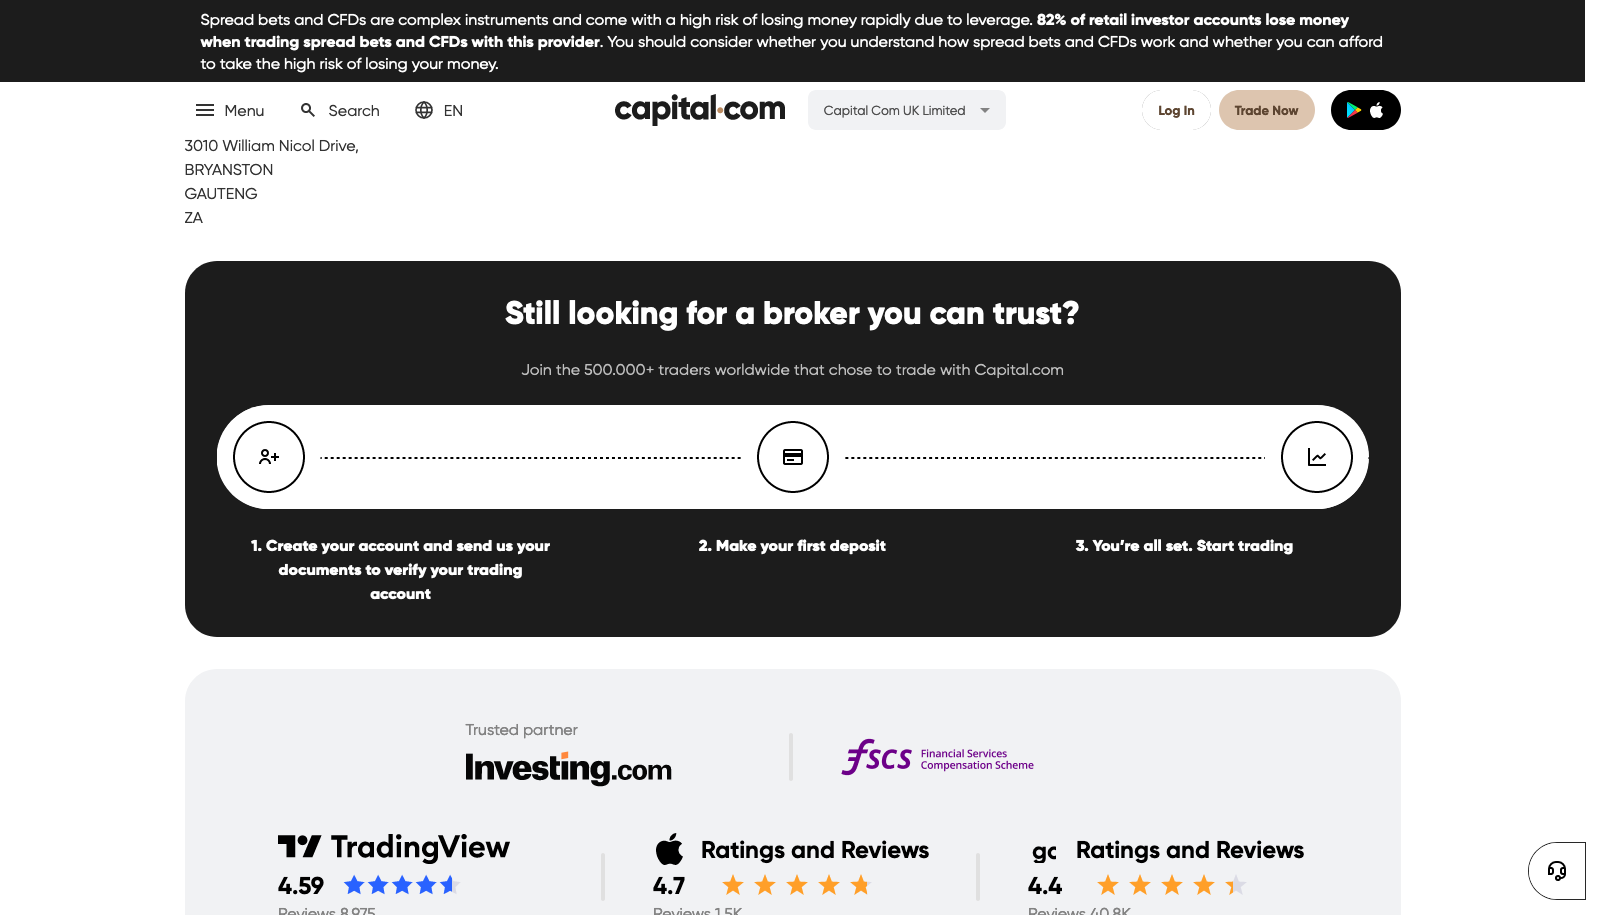 Spread bets and CFDs are complex instruments and come with a high risk of losing money rapidly due to leverage. 82% of retail investor accounts lose money
when trading spread bets and CFDs with this provider. You should consider whether you understand how spread bets and CFDs work and whether you can afford
to take the high risk of losing your money.
Menu Search EN capital.com Capital Com UK Limited Log In Trade Now
3010 William Nicol Drive,
BRYANSTON
GAUTENG
ZA
Still looking for a broker you can trust?
Join the 500.000+ traders worldwide that chose to trade with Capital.com
1. Create your account and send us your
documents to verify your trading
account
2. Make your first deposit
3. You're all set. Start trading
Trusted partner
Investing.com
fscs Financial Services
Compensation Scheme
TradingView
4.59
Reviews 8,975
Ratings and Reviews
4.7
Reviews 1.5K
go Ratings and Reviews
4.4
Reviews 40.8K